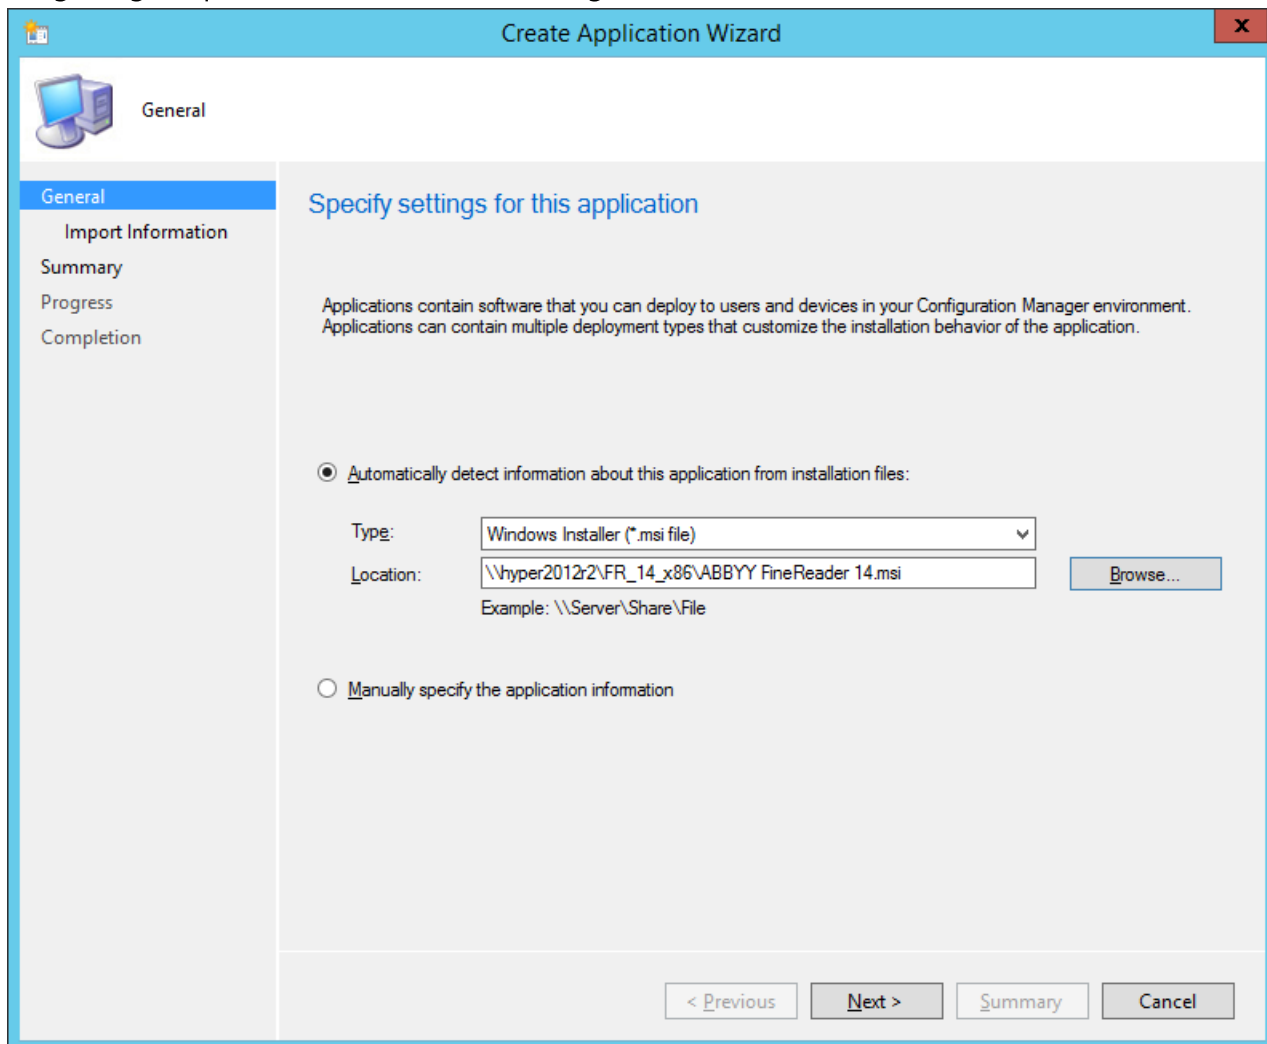 Create Application Wizard
X
General
General
Import Information
Summary
Progress
Completion
Specify settings for this application
Applications contain software that you can deploy to users and devices in your Configuration Manager environment.
Applications can contain multiple deployment types that customize the installation behavior of the application.
Automatically detect information about this application from installation files:
Type: Windows Installer (*.msi file)
Location: \\hyper2012r2\FR_14_x86\ABBYY FineReader 14.msi Browse...
Example: \\Server\Share\File
Manually specify the application information
< Previous Next > Summary Cancel